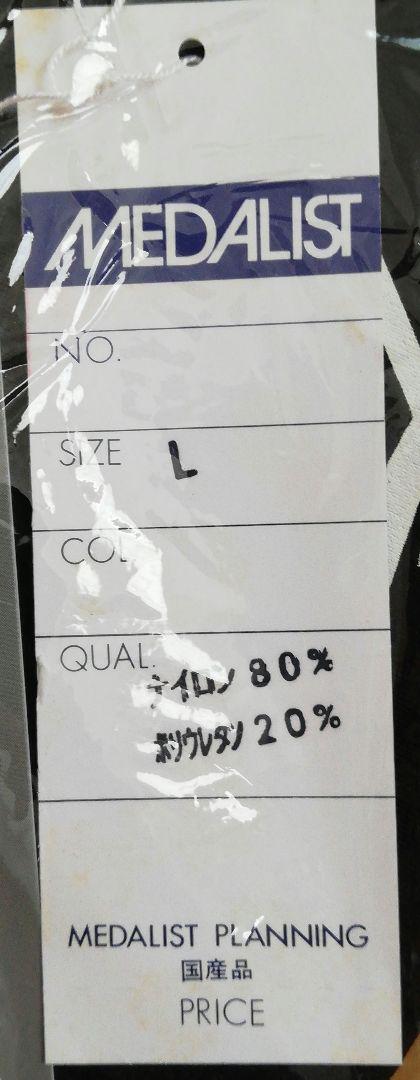 MEDALIST
NO.
SIZE L
COL
QUAL.
ナイロン 80%
ポリウレタン 20%
MEDALIST PLANNING
国産品
PRICE